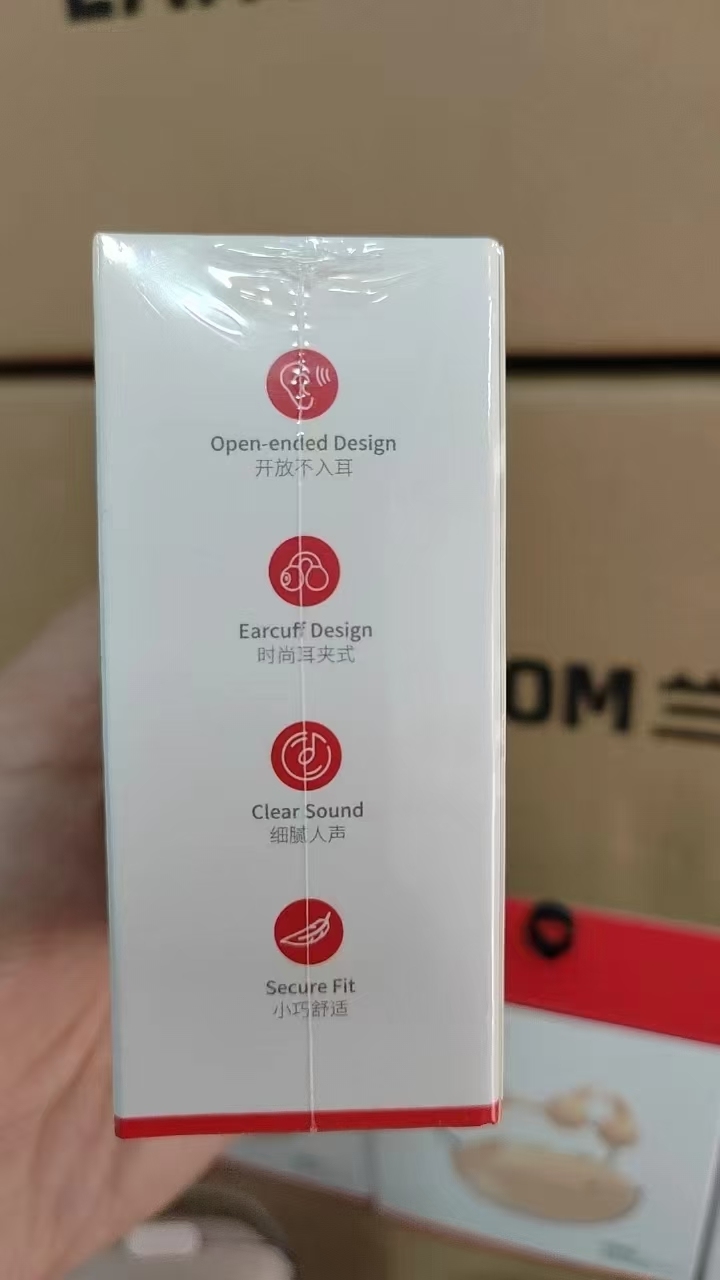 Open-ended Design
开放不入耳
Earcuff Design
时尚耳夹式
Clear Sound
细腻人声
Secure Fit
小巧舒适
OM 兰